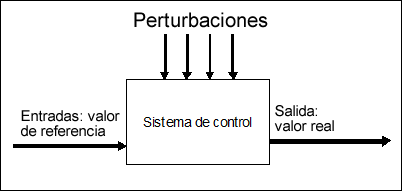 Perturbaciones
Entradas: valor
de referencia
Sistema de control
Salida:
valor real